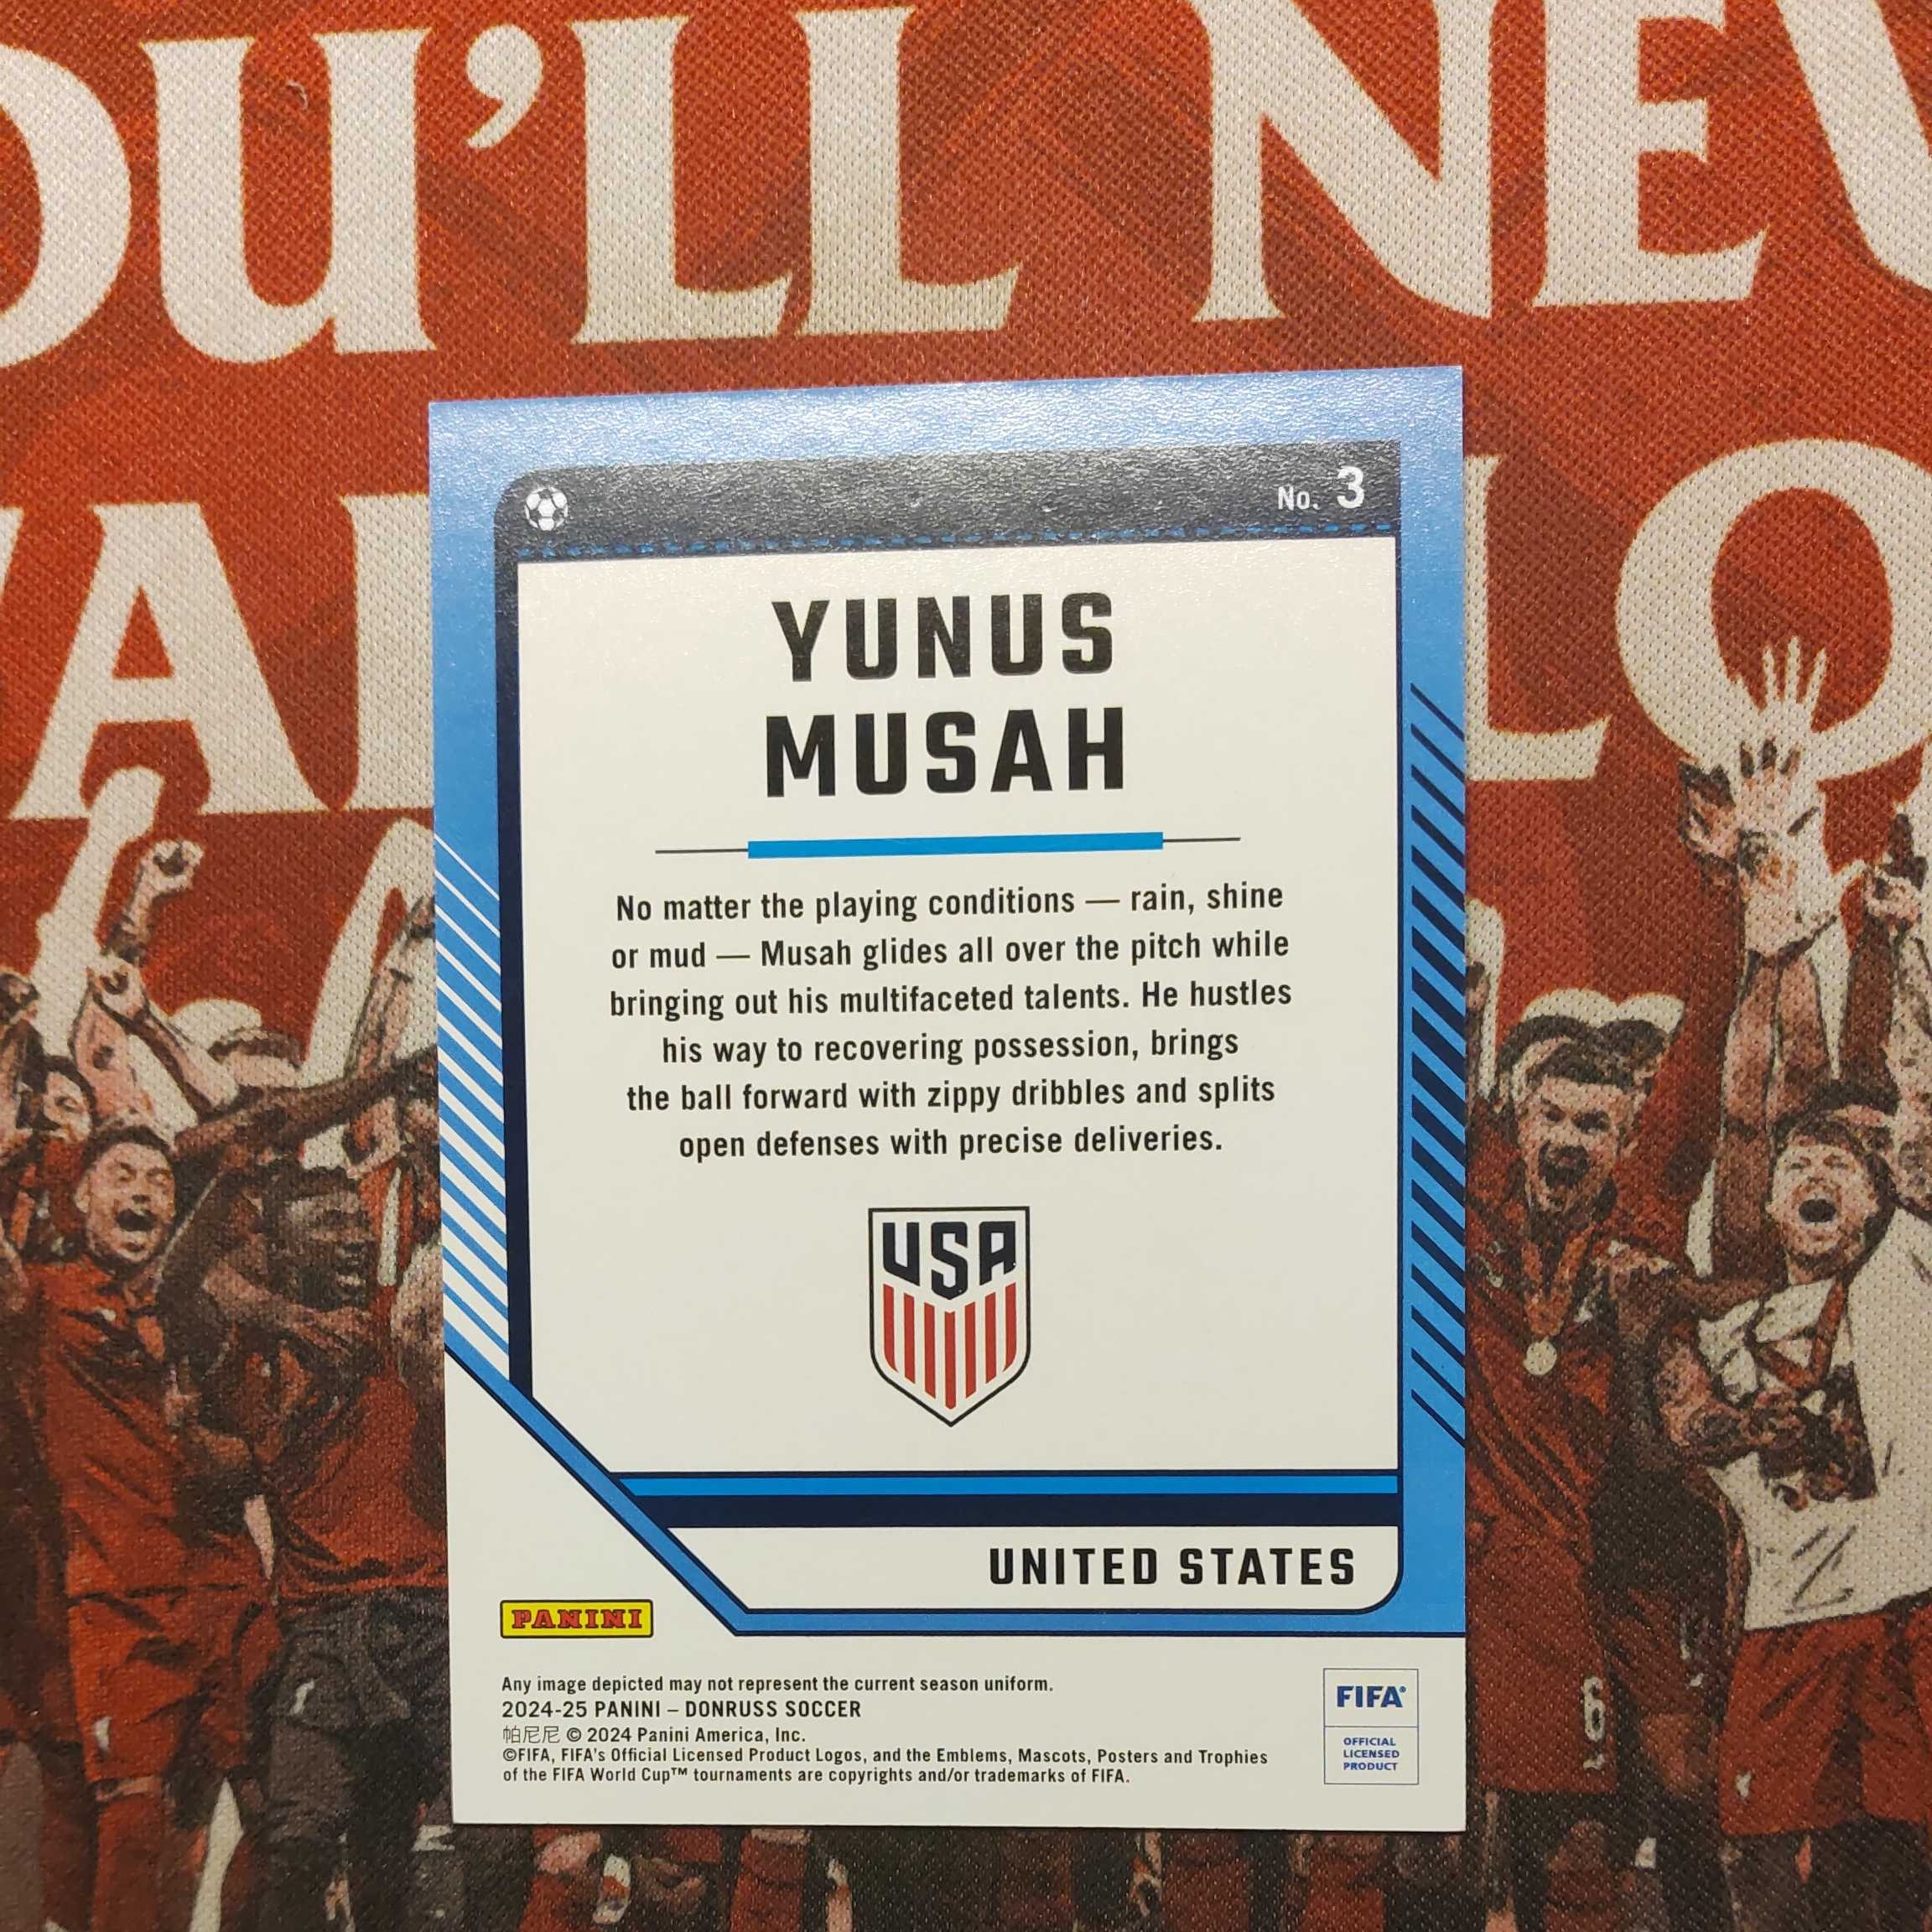 OU'LL NEV
No. 3
YUNUS
MUSAH
No matter the playing conditions — rain, shine
or mud — Musah glides all over the pitch while
bringing out his multifaceted talents. He hustles
his way to recovering possession, brings
the ball forward with zippy dribbles and splits
open defenses with precise deliveries.
USA
UNITED STATES
PANINI
Any image depicted may not represent the current season uniform.
2024-25 PANINI – DONRUSS SOCCER
帕尼尼 © 2024 Panini America, Inc.
©FIFA, FIFA's Official Licensed Product Logos, and the Emblems, Mascots, Posters and Trophies
of the FIFA World Cup™ tournaments are copyrights and/or trademarks of FIFA.
FIFA®
OFFICIAL
LICENSED
PRODUCT